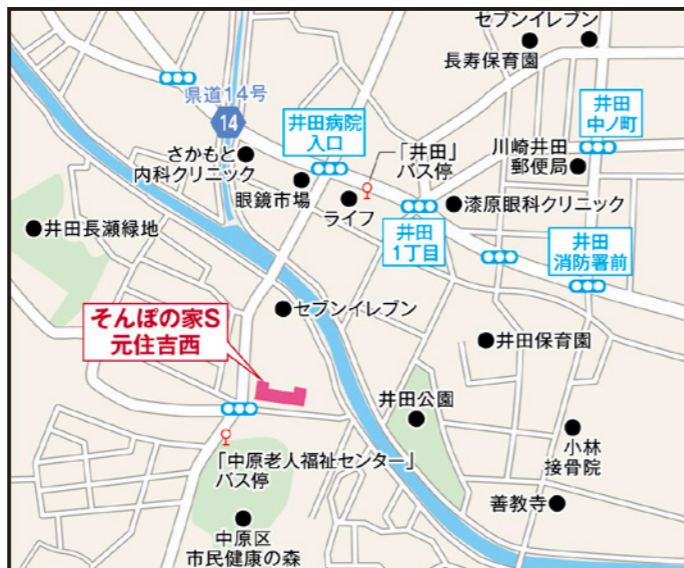 セブンイレブン
長寿保育園
県道14号
14
井田病院
入口
「井田」
バス停
井田
中ノ町
川崎井田
郵便局
さかもと
内科クリニック
眼鏡市場
ライフ
漆原眼科クリニック
井田長瀬緑地
井田
1丁目
井田
消防署前
そんぽの家S
元住吉西
セブンイレブン
井田保育園
井田公園
小林
接骨院
「中原老人福祉センター」
バス停
善教寺
中原区
市民健康の森